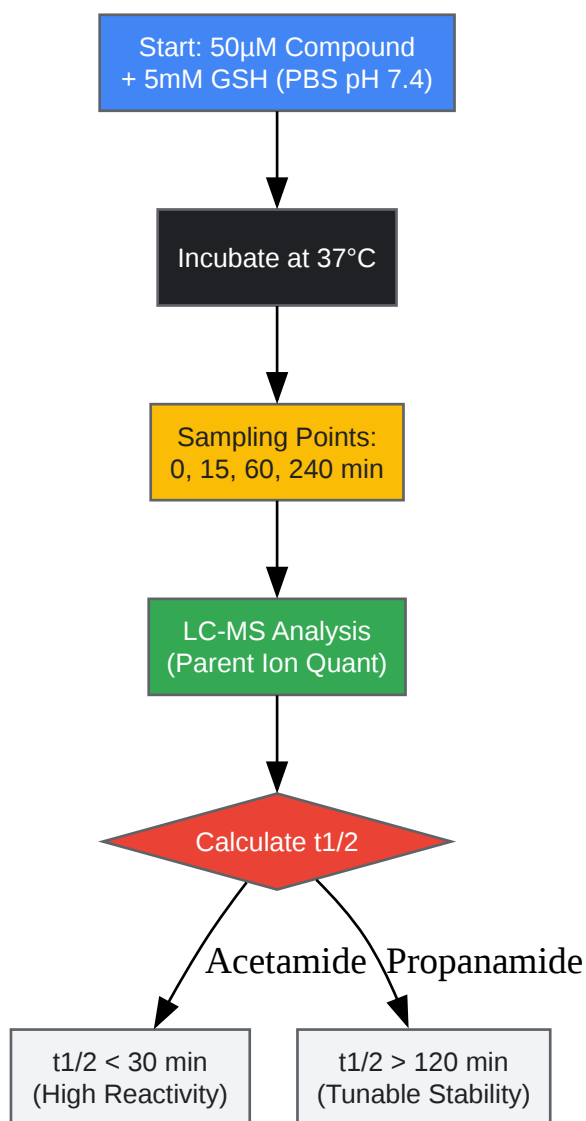 Start: 50µM Compound
+ 5mM GSH (PBS pH 7.4)
Incubate at 37°C
Sampling Points:
0, 15, 60, 240 min
LC-MS Analysis
(Parent Ion Quant)
Calculate t1/2
Acetamide
Propanamide
t1/2 < 30 min
(High Reactivity)
t1/2 > 120 min
(Tunable Stability)